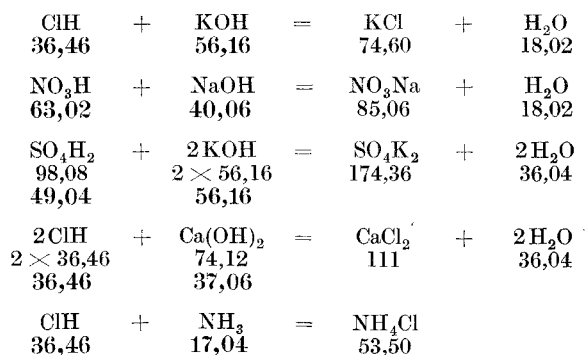 ClH + KOH = KCl + H₂O
36,46 56,16 74,60 18,02
NO₃H + NaOH = NO₃Na + H₂O
63,02 40,06 85,06 18,02
SO₄H₂ + 2KOH = SO₄K₂ + 2H₂O
98,08 2 × 56,16 174,36 36,04
49,04 56,16
2ClH + Ca(OH)₂ = CaCl₂ + 2H₂O
2 × 36,46 74,12 111 36,04
36,46 37,06
ClH + NH₃ = NH₄Cl
36,46 17,04 53,50